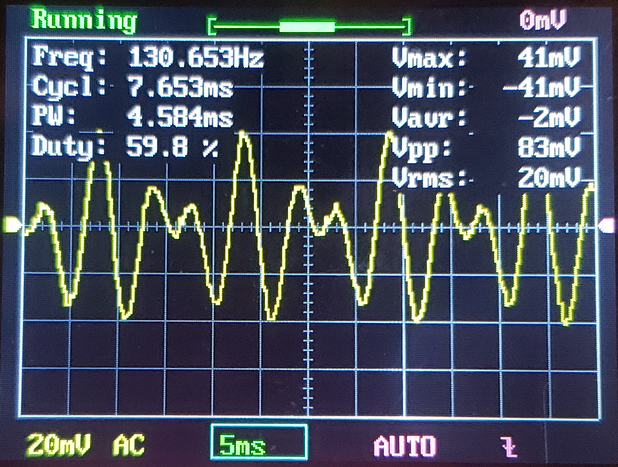 Running 0mV
Freq: 130.653Hz Vmax: 41mV
Cycl: 7.653ms Vmin: -41mV
PW: 4.584ms Vavr: -2mV
Duty: 59.8 % Vpp: 83mV
Vrms: 20mV
20mV AC 5ms AUTO